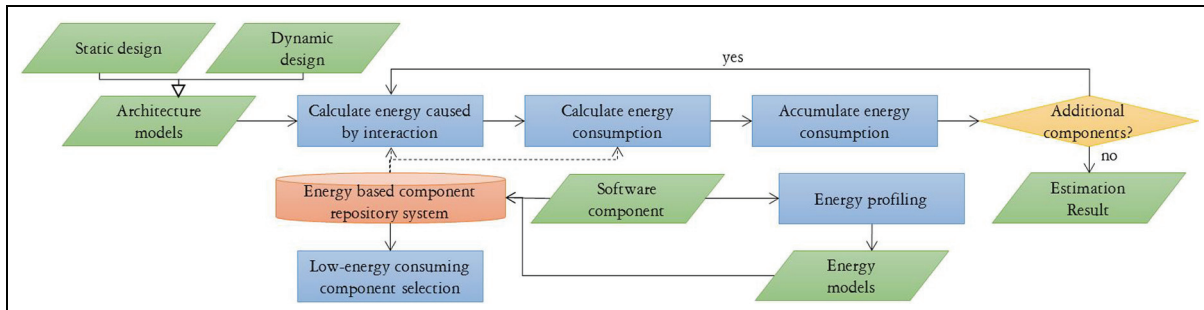 Static design
Dynamic
design
yes
Architecture
models
Calculate energy caused
by interaction
Calculate energy
consumption
Accumulate energy
consumption
Additional
components?
no
Energy based component
repository system
Software
component
Energy profiling
Estimation
Result
Low-energy consuming
component selection
Energy
models